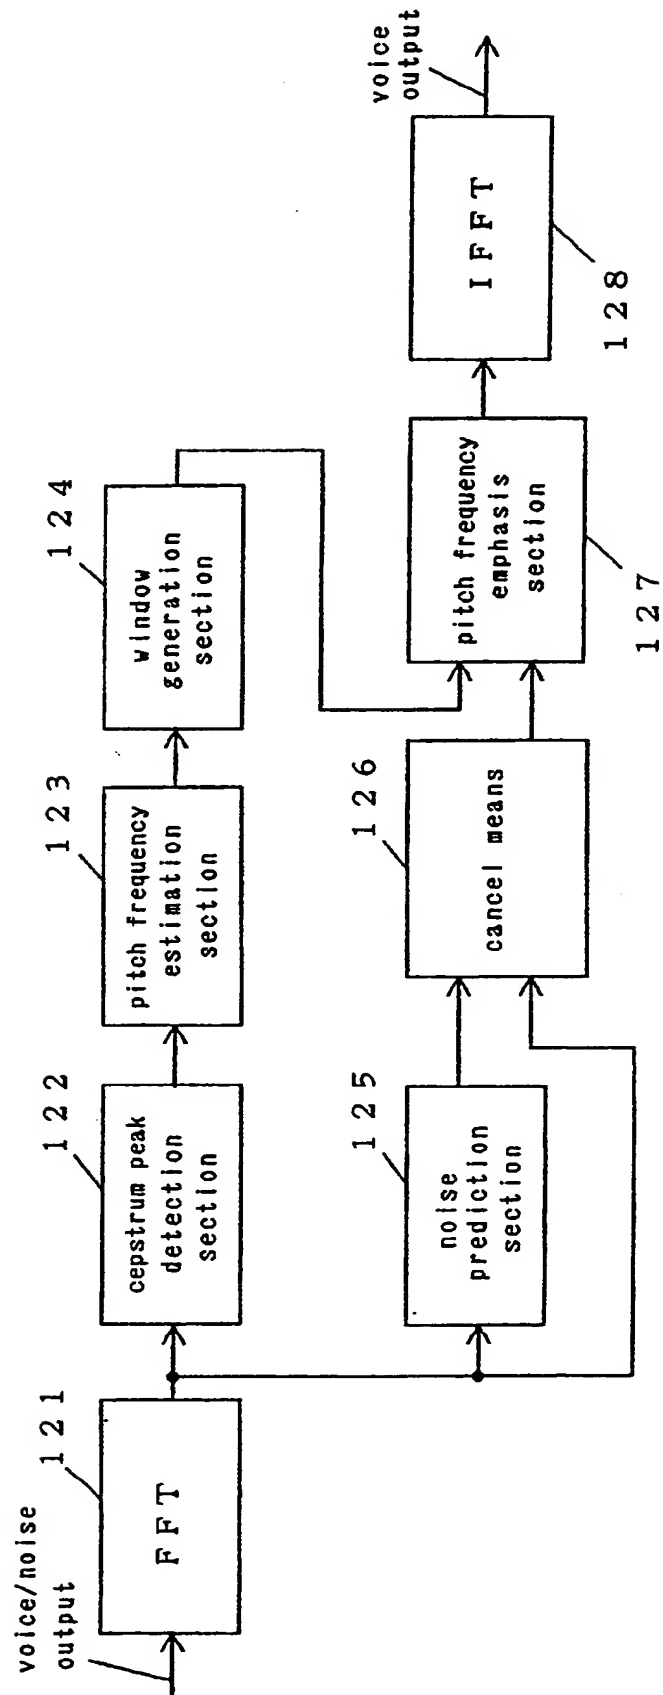 voice/noise
output
121
FFT
122
cepstrum peak
detection
section
123
pitch frequency
estimation
section
124
window
generation
section
125
noise
prediction
section
126
cancel means
127
pitch frequency
emphasis
section
128
IFFT
voice
output